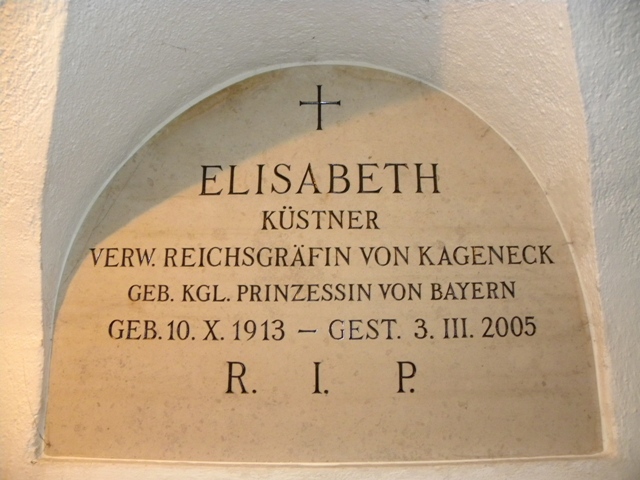 ELISABETH
KÜSTNER
VERW. REICHSGRÄFIN VON KAGENECK
GEB. KGL. PRINZESSIN VON BAYERN
GEB. 10. X. 1913 – GEST. 3. III. 2005
R. I. P.